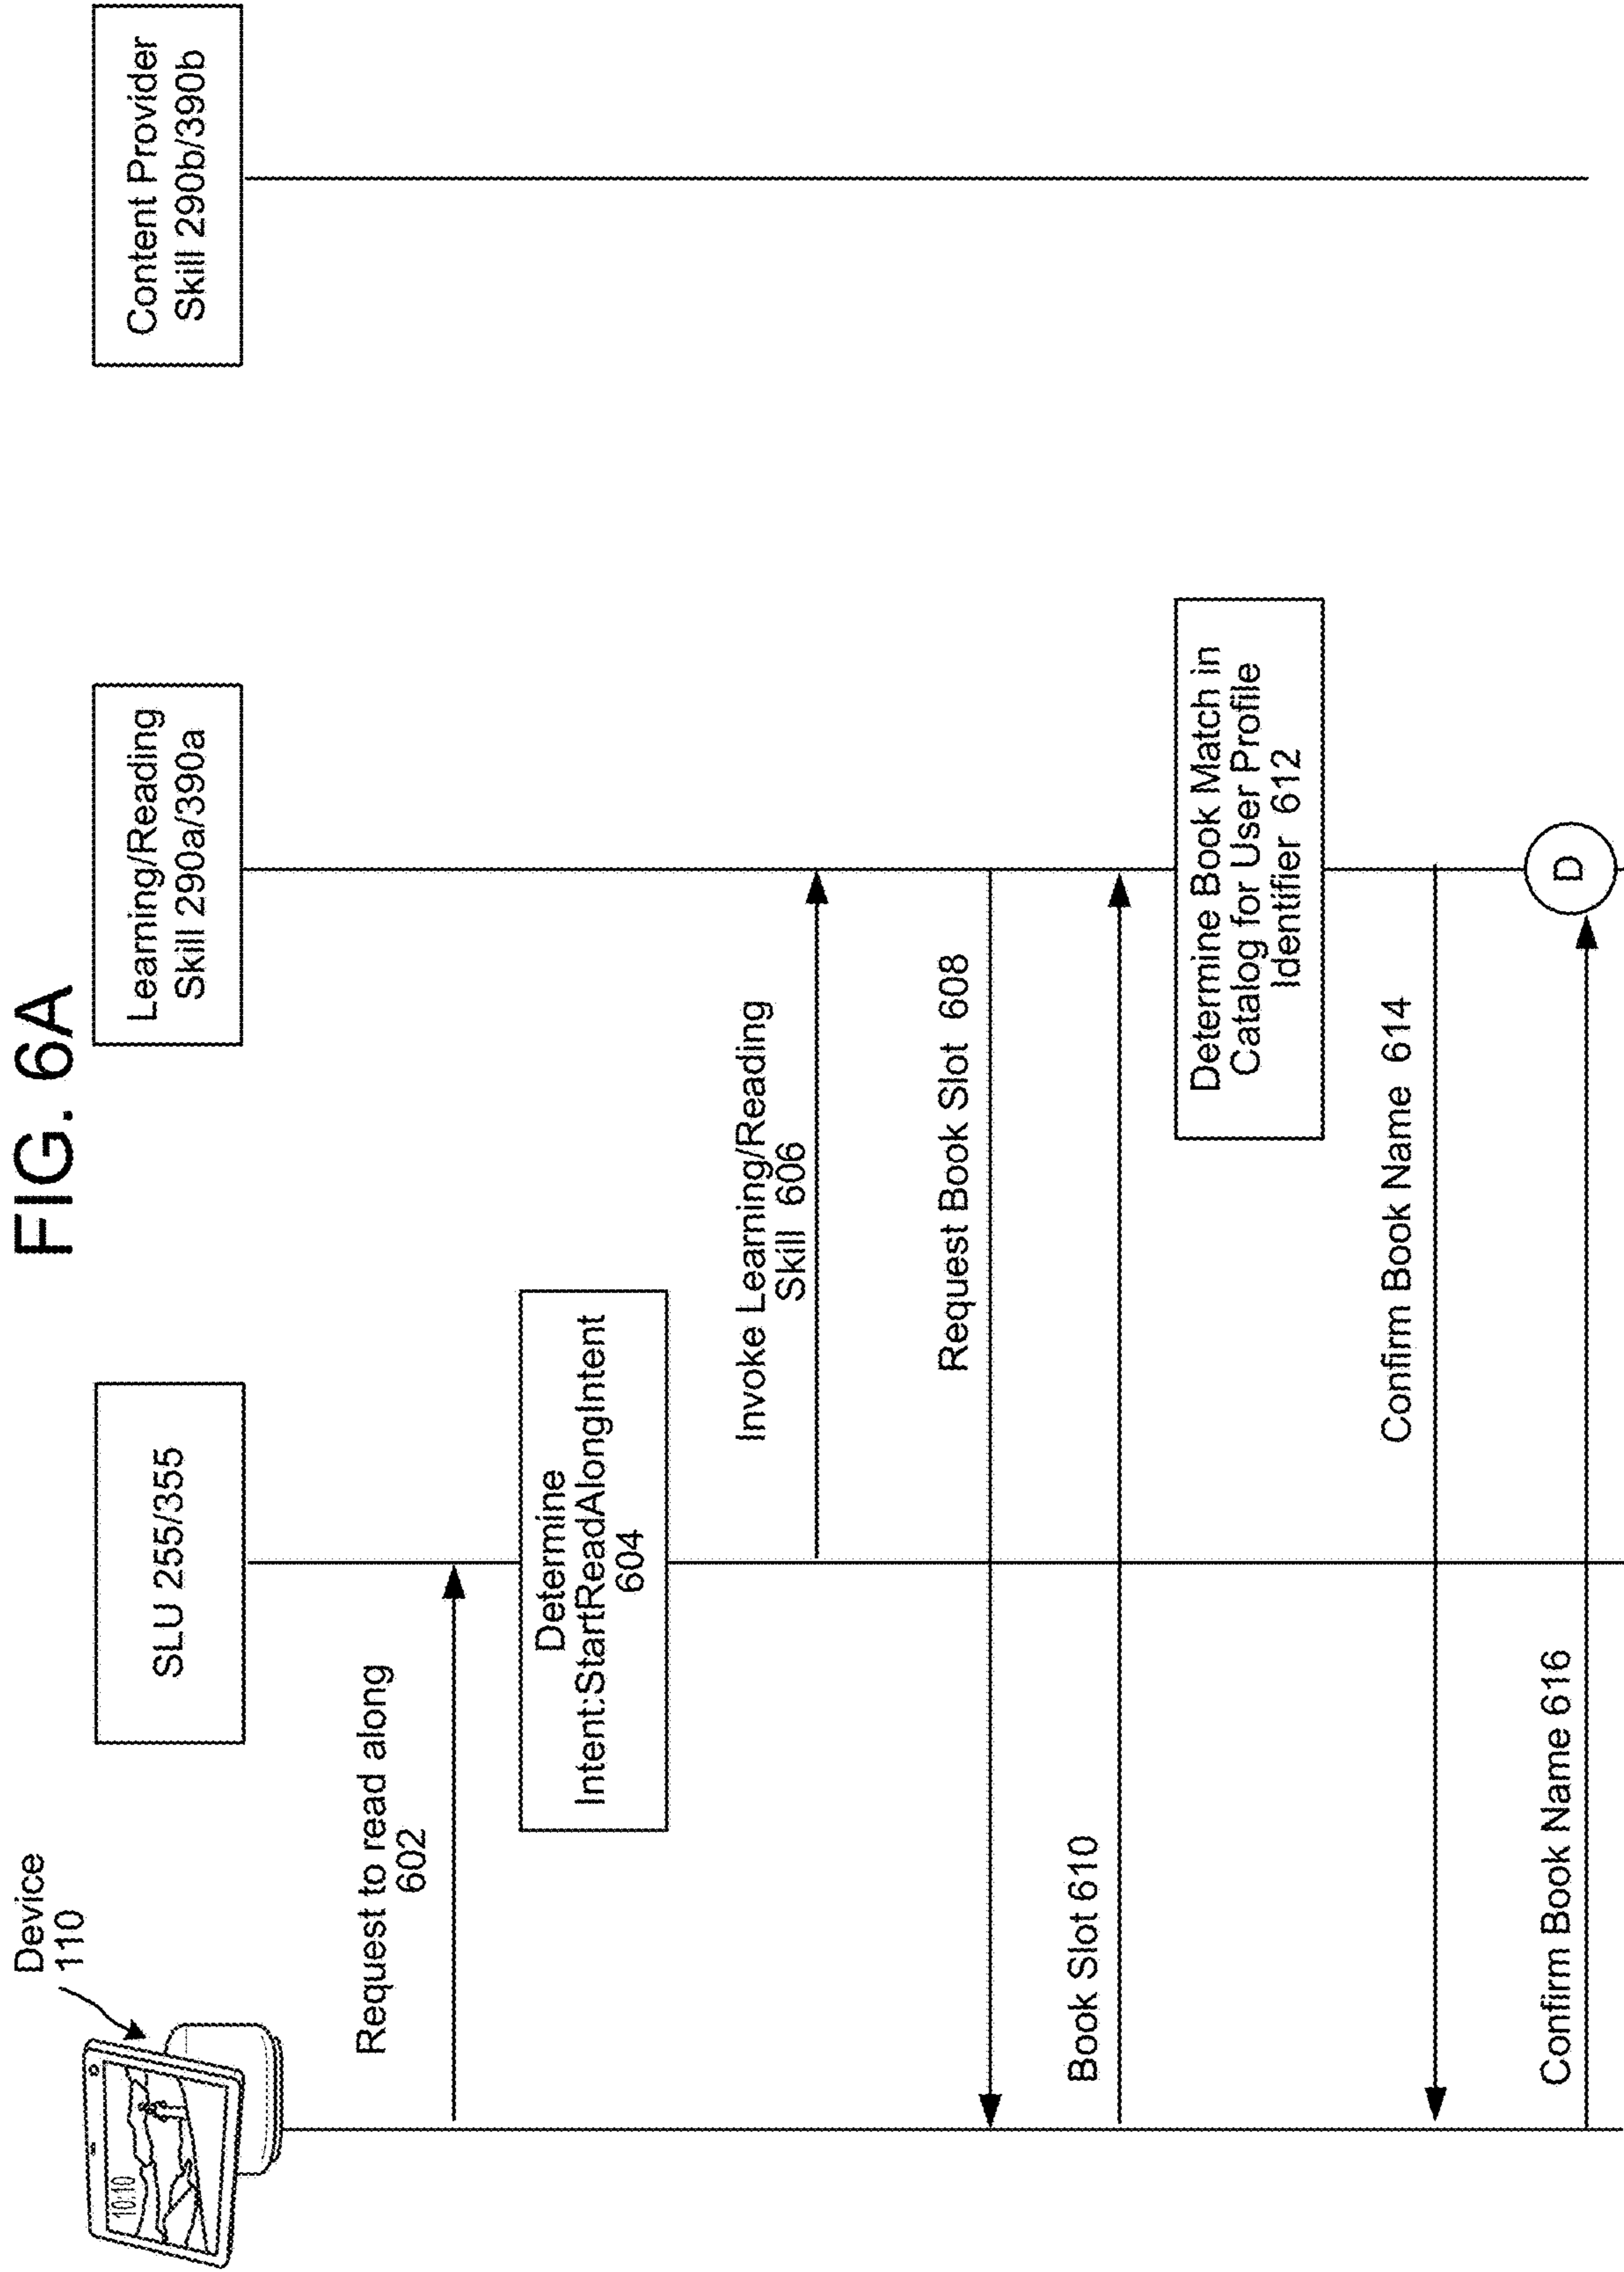 FIG. 6A
Device
110
10:10
SLU 255/355
Learning/Reading
Skill 290a/390a
Content Provider
Skill 290b/390b
Request to read along
602
Determine
Intent:StartReadAlongIntent
604
Invoke Learning/Reading
Skill 606
Request Book Slot 608
Book Slot 610
Determine Book Match in
Catalog for User Profile
Identifier 612
Confirm Book Name 614
Confirm Book Name 616
D